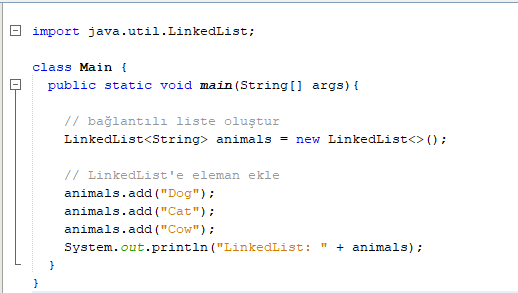 import java.util.LinkedList;
class Main {
public static void main(String[] args){
// bağlantılı liste oluştur
LinkedList<String> animals = new LinkedList<>();
// LinkedList'e eleman ekle
animals.add("Dog");
animals.add("Cat");
animals.add("Cow");
System.out.println("LinkedList: " + animals);
}
}